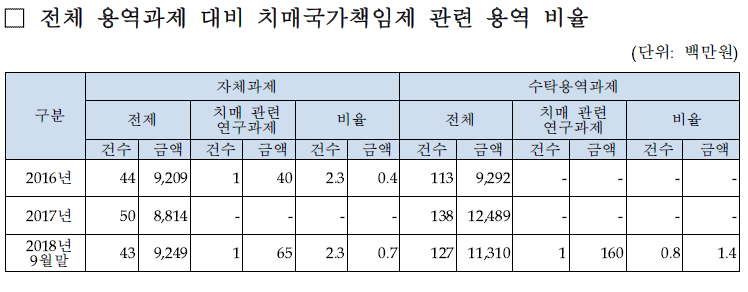 □ 전체 용역과제 대비 치매국가책임제 관련 용역 비율
(단위: 백만원)
구분 자체과제 수탁용역과제
전제 치매 관련 연구과제 비율 전체 치매 관련 연구과제 비율
건수 금액 건수 금액 건수 금액 건수 금액 건수 금액 건수 금액
2016년 44 9,209 1 40 2.3 0.4 113 9,292 - - - -
2017년 50 8,814 - - - - 138 12,489 - - - -
2018년 9월말 43 9,249 1 65 2.3 0.7 127 11,310 1 160 0.8 1.4